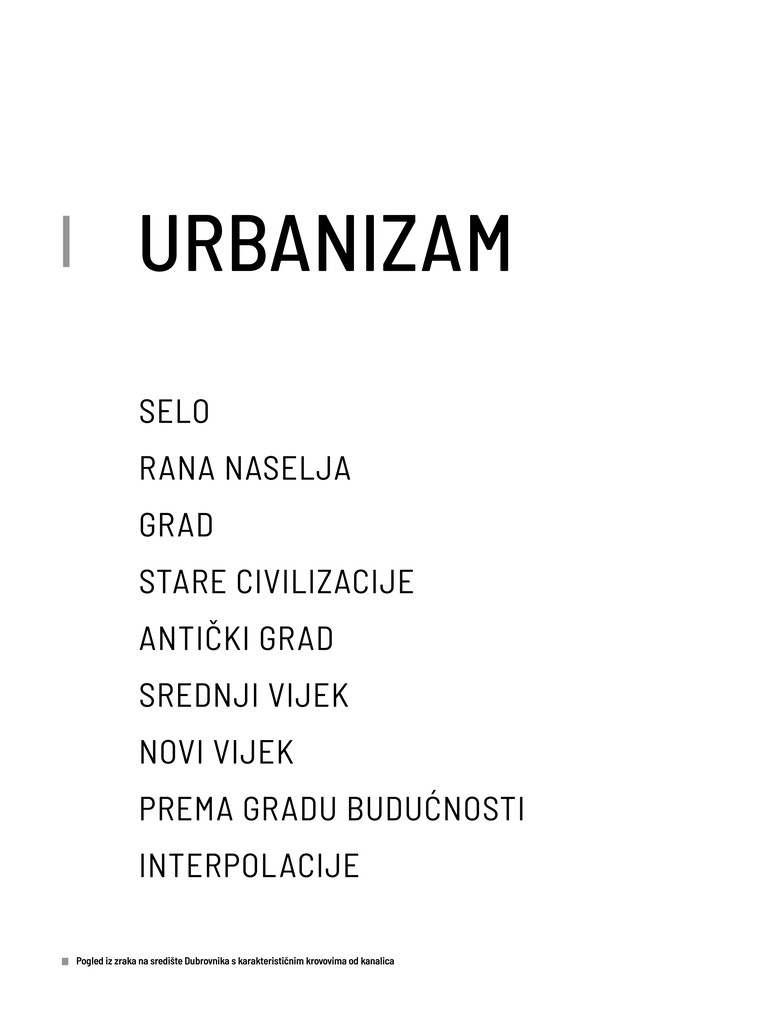 URBANIZAM
SELO
RANA NASELJA
GRAD
STARE CIVILIZACIJE
ANTIČKI GRAD
SREDNJI VIJEK
NOVI VIJEK
PREMA GRADU BUDUĆNOSTI
INTERPOLACIJE
Pogled iz zraka na središte Dubrovnika s karakterističnim krovovima od kanalica